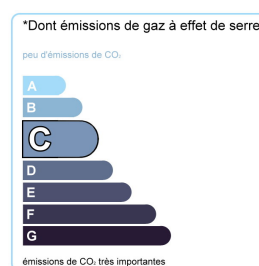 *Dont émissions de gaz à effet de serre
peu d'émissions de CO₂
A
B
C
D
E
F
G
émissions de CO₂ très importantes